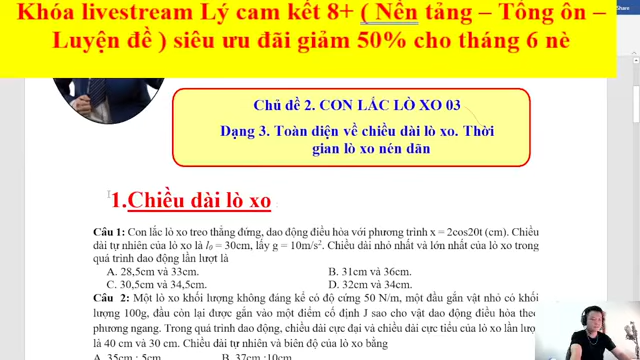 Khóa livestream Lý cam kết 8+ ( Nền tảng – Tổng ôn –
Luyện đề ) siêu ưu đãi giảm 50% cho tháng 6 nè
Share
Chủ đề 2. CON LẮC LÒ XO 03
Dạng 3. Toàn diện về chiều dài lò xo. Thời
gian lò xo nén dãn
1.Chiều dài lò xo
Câu 1: Con lắc lò xo treo thẳng đứng, dao động điều hòa với phương trình x = 2cos20t (cm). Chiều
dài tự nhiên của lò xo là l₀ = 30cm, lấy g = 10m/s². Chiều dài nhỏ nhất và lớn nhất của lò xo trong
quá trình dao động lần lượt là
A. 28,5cm và 33cm. B. 31cm và 36cm.
C. 30,5cm và 34,5cm. D. 32cm và 34cm.
Câu 2: Một lò xo khối lượng không đáng kể có độ cứng 50 N/m, một đầu gắn vật nhỏ có khối
lượng 100g, đầu còn lại được gắn vào một điểm cố định J sao cho vật dao động điều hòa theo
phương ngang. Trong quá trình dao động, chiều dài cực đại và chiều dài cực tiểu của lò xo lần lượt
là 40 cm và 30 cm. Chiều dài tự nhiên và biên độ của lò xo bằng
A. 35cm ; 5cm. B. 37cm ;10cm.